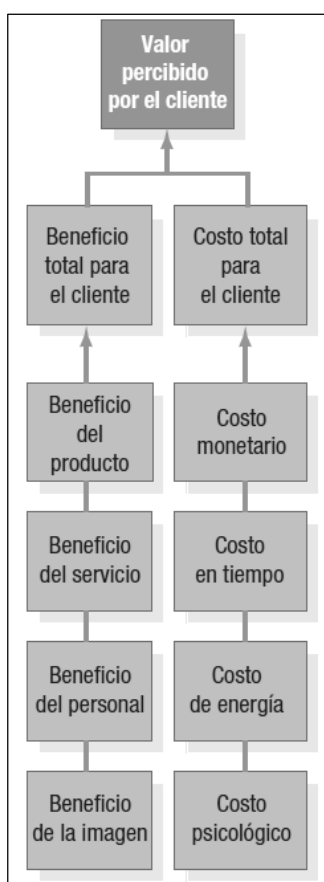 Valor
percibido
por el cliente
Beneficio
total para
el cliente
Costo total
para
el cliente
Beneficio
del
producto
Costo
monetario
Beneficio
del servicio
Costo
en tiempo
Beneficio
del personal
Costo
de energía
Beneficio
de la imagen
Costo
psicológico